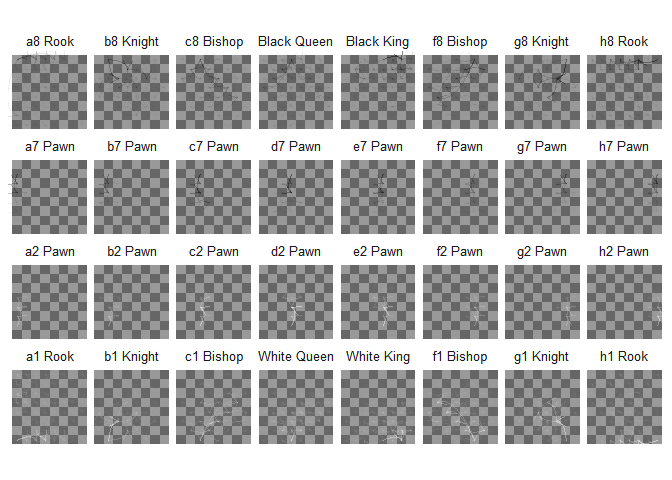 a8 Rook b8 Knight c8 Bishop Black Queen Black King f8 Bishop g8 Knight h8 Rook
a7 Pawn b7 Pawn c7 Pawn d7 Pawn e7 Pawn f7 Pawn g7 Pawn h7 Pawn
a2 Pawn b2 Pawn c2 Pawn d2 Pawn e2 Pawn f2 Pawn g2 Pawn h2 Pawn
a1 Rook b1 Knight c1 Bishop White Queen White King f1 Bishop g1 Knight h1 Rook